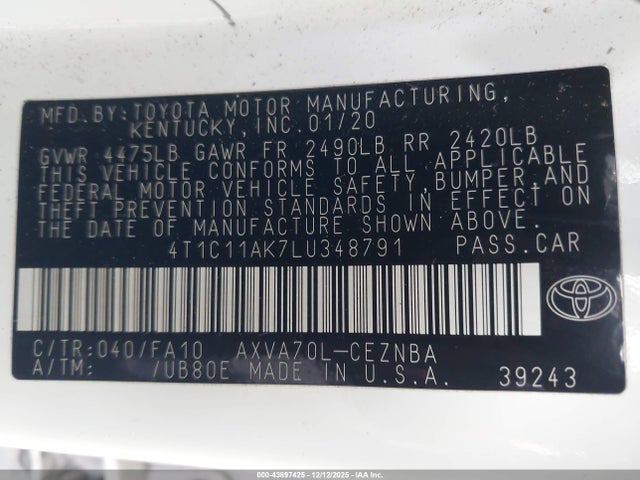 MFD.BY:TOYOTA MOTOR MANUFACTURING,
KENTUCKY,INC.01/20
GVWR 4475LB GAWR FR 2490LB RR 2420LB
THIS VEHICLE CONFORMS TO ALL APPLICABLE
FEDERAL MOTOR VEHICLE SAFETY,BUMPER,AND
THEFT PREVENTION STANDARDS IN EFFECT ON
THE DATE OF MANUFACTURE SHOWN ABOVE.
4T1C11AK7LU348791 PASS.CAR
C/TR:040/FA10 AXVA70L-CEZNBA
A/TM: /UB80E MADE IN U.S.A. 39243
000-43897425 - 12/12/2025 - IAA Inc.